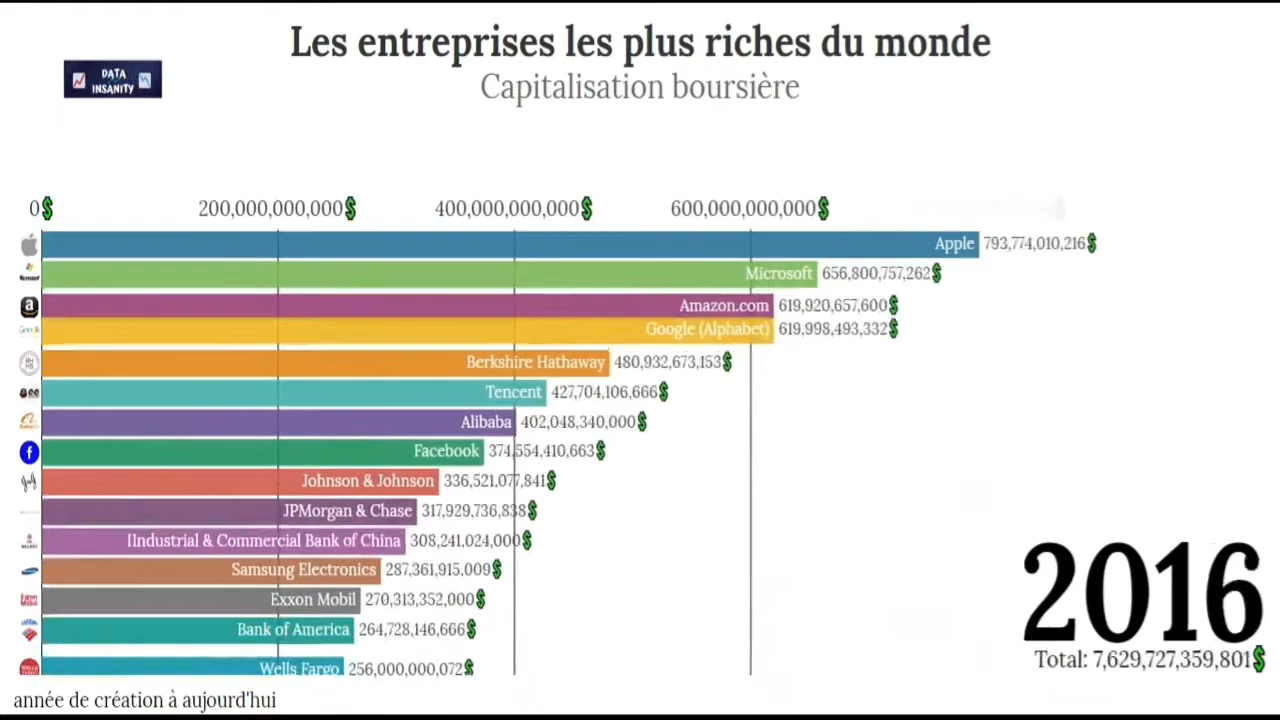 Les entreprises les plus riches du monde
Capitalisation boursière
DATA
INSANITY
0$ 200,000,000,000$ 400,000,000,000$ 600,000,000,000$
Apple 793,774,010,216$
Microsoft 656,800,757,262$
Amazon.com 619,920,657,600$
Google (Alphabet) 619,998,493,332$
Berkshire Hathaway 480,932,673,153$
Tencent 427,704,106,666$
Alibaba 402,048,340,000$
Facebook 374,554,410,663$
Johnson & Johnson 336,521,077,841$
JPMorgan & Chase 317,929,736,838$
IIndustrial & Commercial Bank of China 308,241,024,000$
Samsung Electronics 287,361,915,009$
Exxon Mobil 270,313,352,000$
Bank of America 264,728,146,666$
Wells Fargo 256,000,000,072$
2016
Total: 7,629,727,359,801$
année de création à aujourd'hui